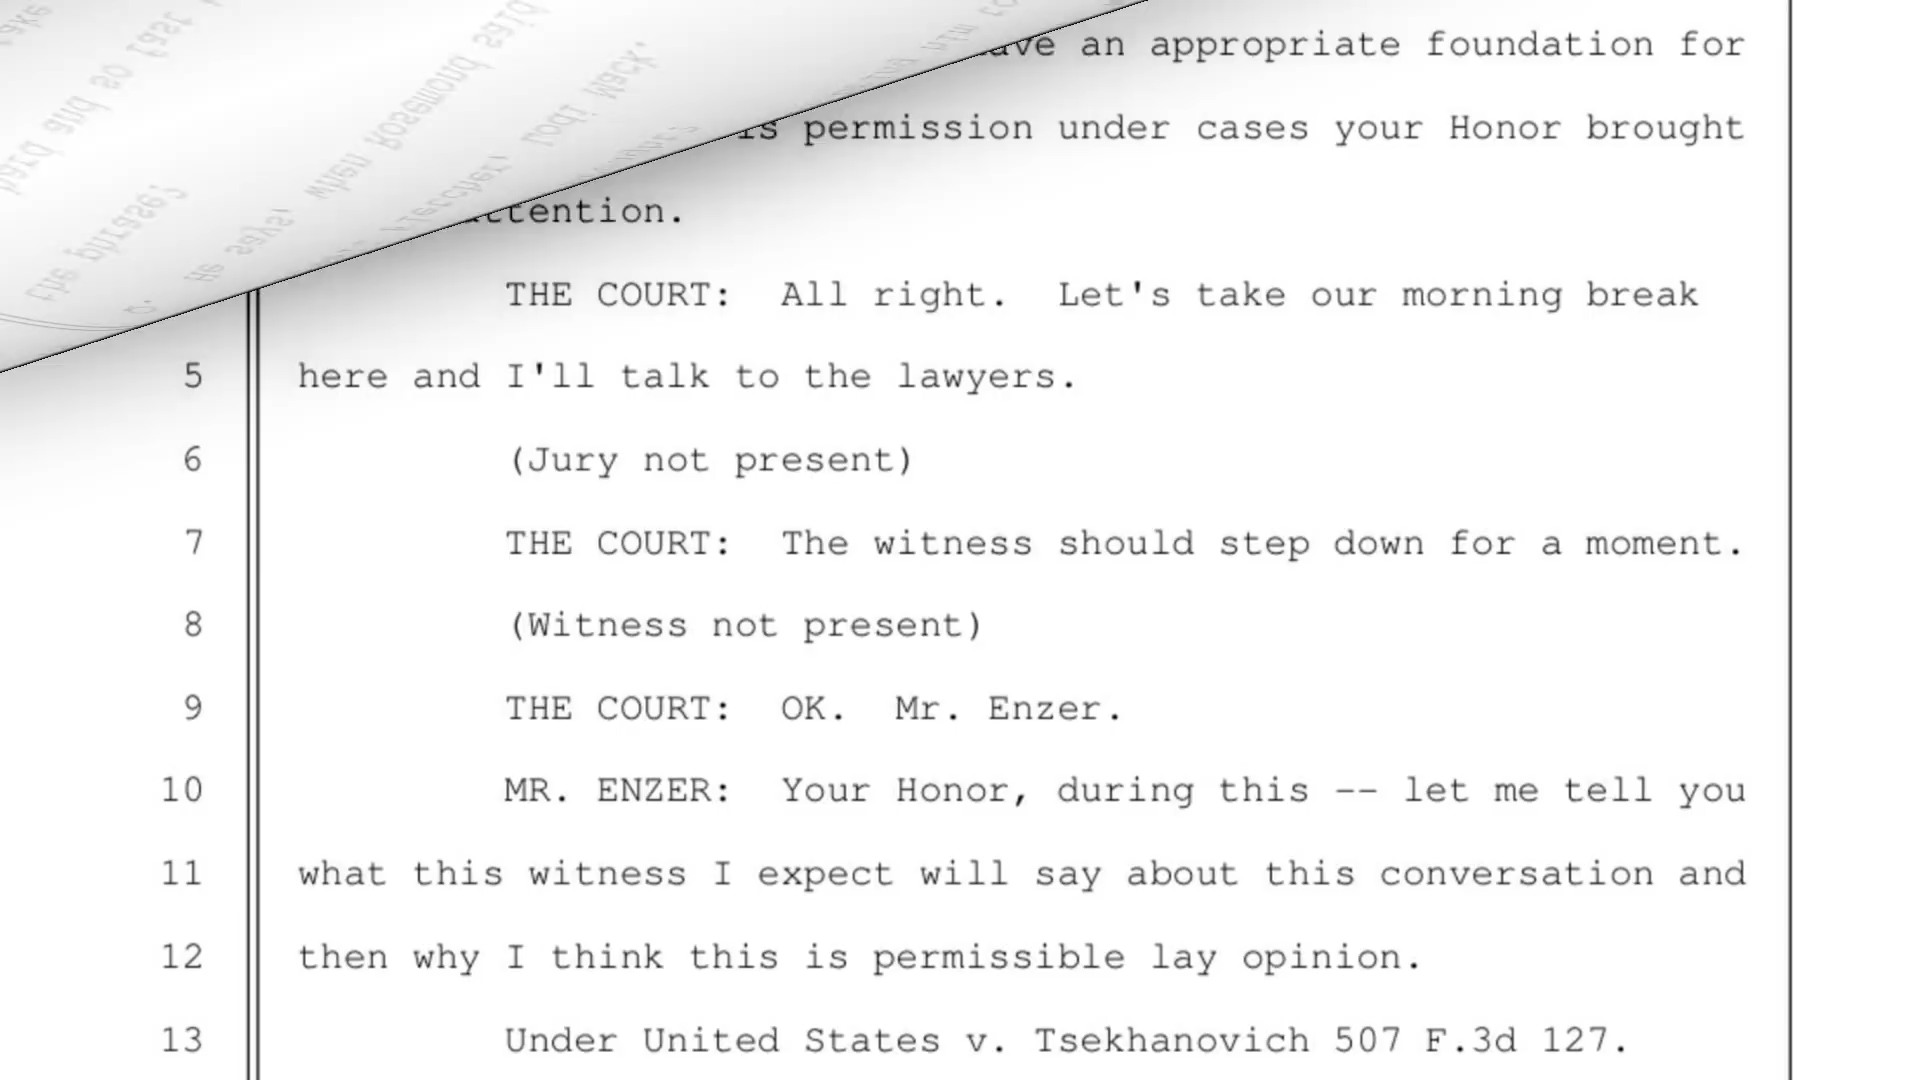 an appropriate foundation for
permission under cases your Honor brought
THE COURT: All right. Let's take our morning break
5 here and I'll talk to the lawyers.
6 (Jury not present)
7 THE COURT: The witness should step down for a moment.
8 (Witness not present)
9 THE COURT: OK. Mr. Enzer.
10 MR. ENZER: Your Honor, during this -- let me tell you
11 what this witness I expect will say about this conversation and
12 then why I think this is permissible lay opinion.
13 Under United States v. Tsekhanovich 507 F.3d 127.